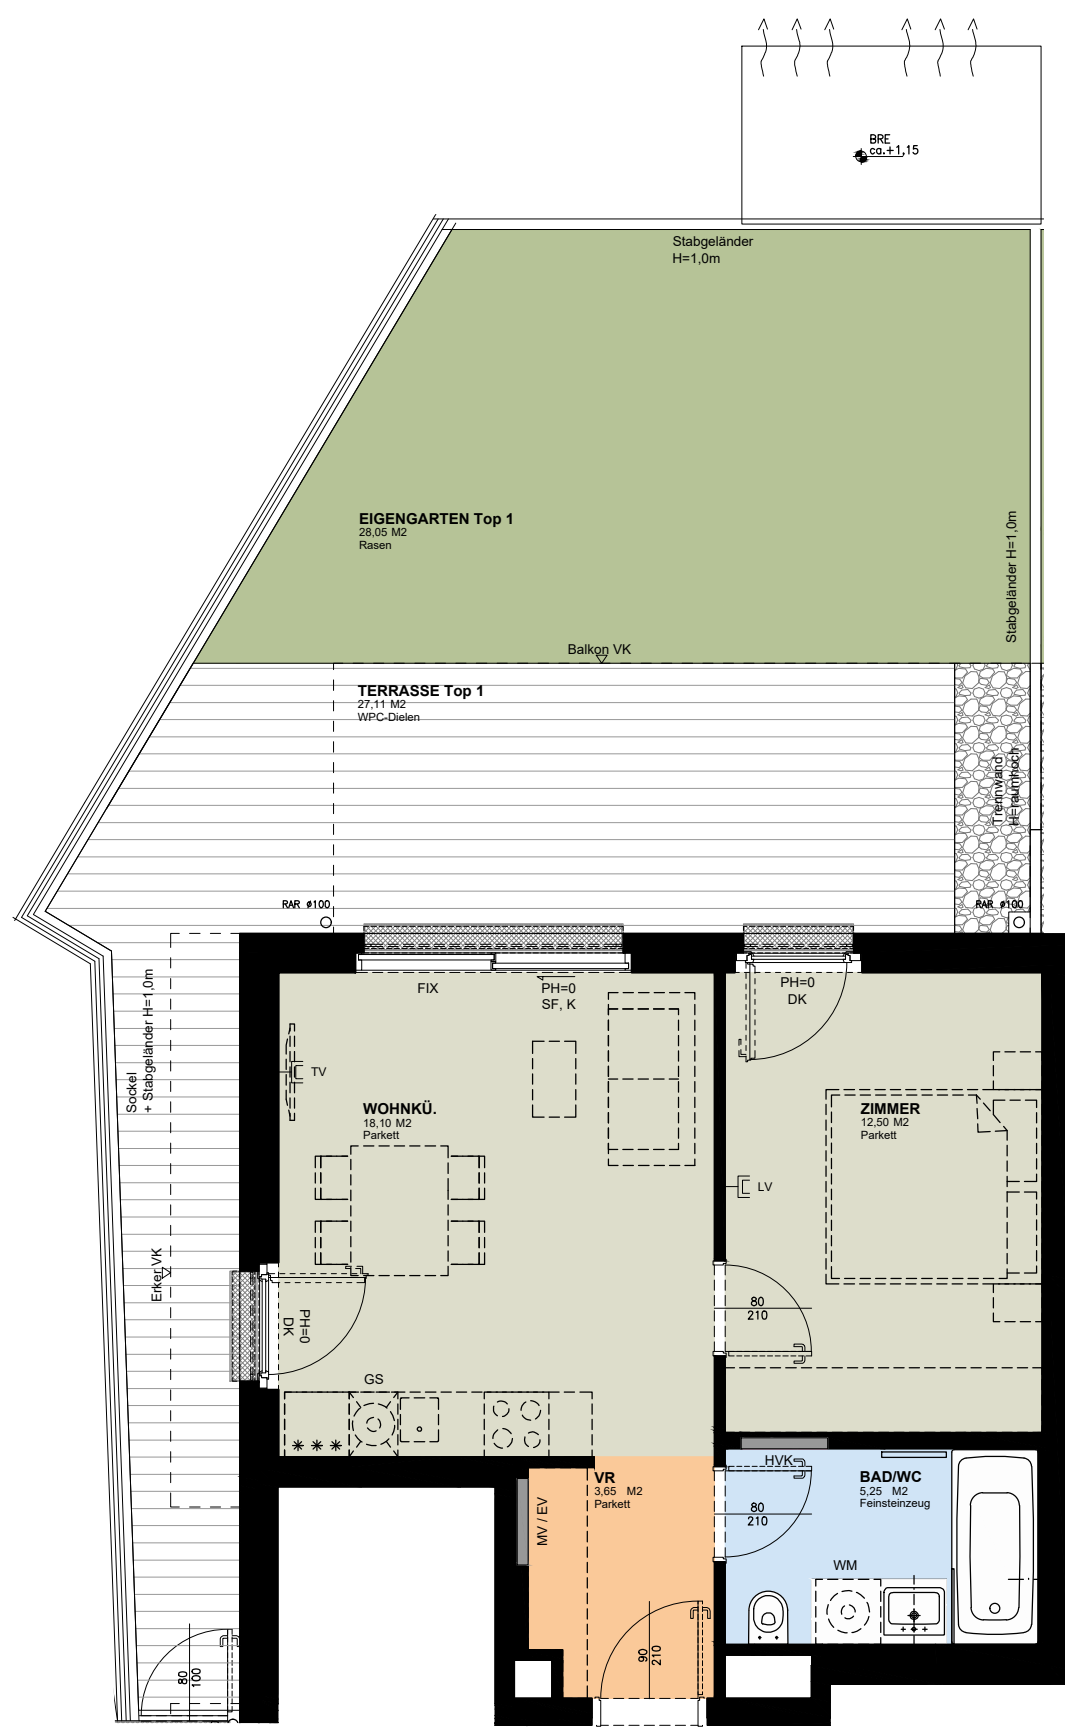 BRE
ca.+1,15
Stabgeländer
H=1,0m
EIGENGARTEN Top 1
28,05 M2
Rasen
Stabgeländer H=1,0m
Balkon VK
TERRASSE Top 1
27,11 M2
WPC-Dielen
Trennwand
H=raumhoch
RAR ø100
RAR ø100
Sockel
+ Stabgeländer H=1,0m
FIX
PH=0
SF, K
PH=0
DK
TV
WOHNKÜ.
18,10 M2
Parkett
ZIMMER
12,50 M2
Parkett
LV
Erker VK
PH=0
DK
80
210
GS
HVK
VR
3,65 M2
Parkett
BAD/WC
5,25 M2
Feinsteinzeug
MV / EV
80
210
WM
90
210
80
100